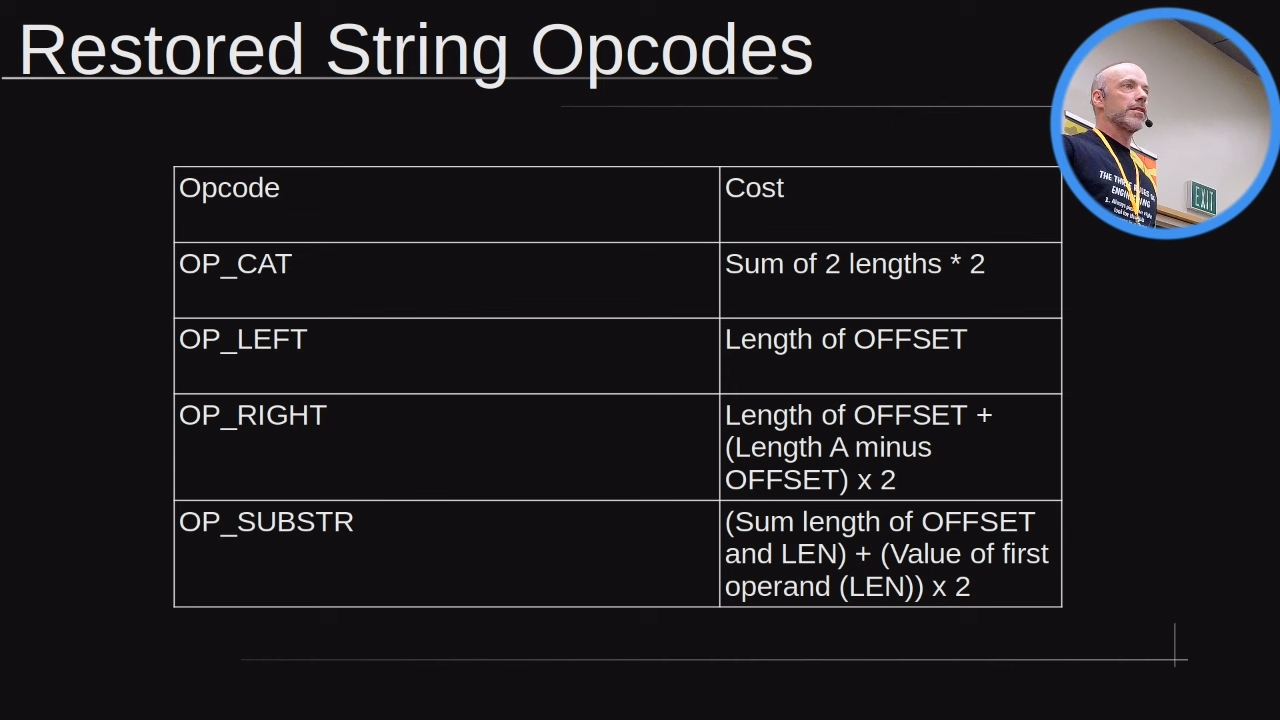 Restored String Opcodes
Opcode
Cost
OP_CAT
Sum of 2 lengths * 2
OP_LEFT
Length of OFFSET
OP_RIGHT
Length of OFFSET +
(Length A minus
OFFSET) x 2
OP_SUBSTR
(Sum length of OFFSET
and LEN) + (Value of first
operand (LEN)) x 2
EXIT
ENGINEERING